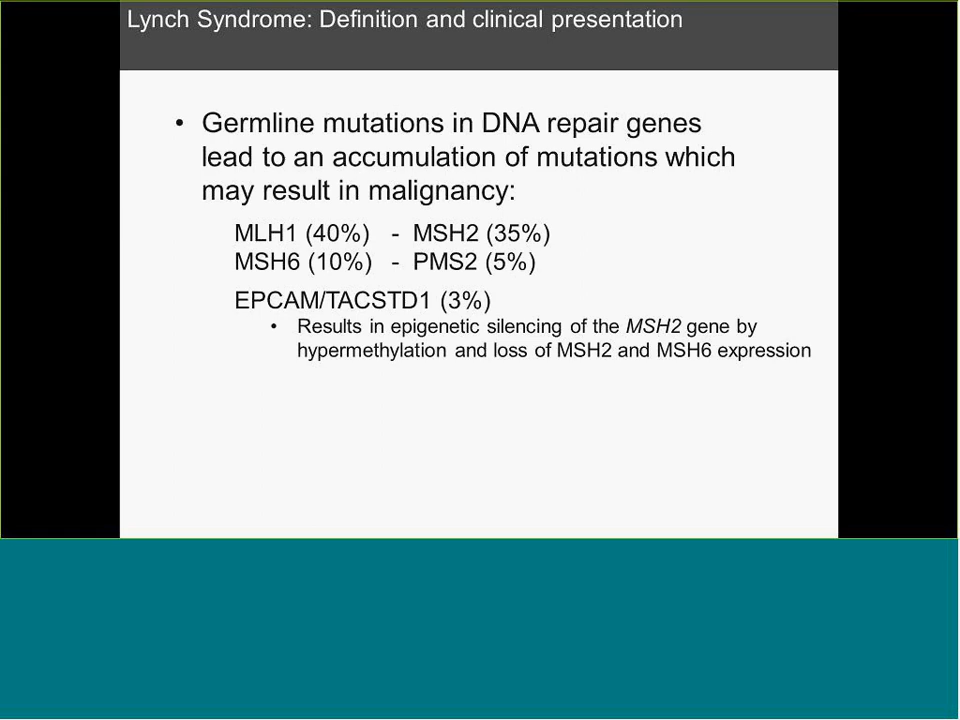 Lynch Syndrome: Definition and clinical presentation
• Germline mutations in DNA repair genes
lead to an accumulation of mutations which
may result in malignancy:
MLH1 (40%) - MSH2 (35%)
MSH6 (10%) - PMS2 (5%)
EPCAM/TACSTD1 (3%)
• Results in epigenetic silencing of the MSH2 gene by
hypermethylation and loss of MSH2 and MSH6 expression